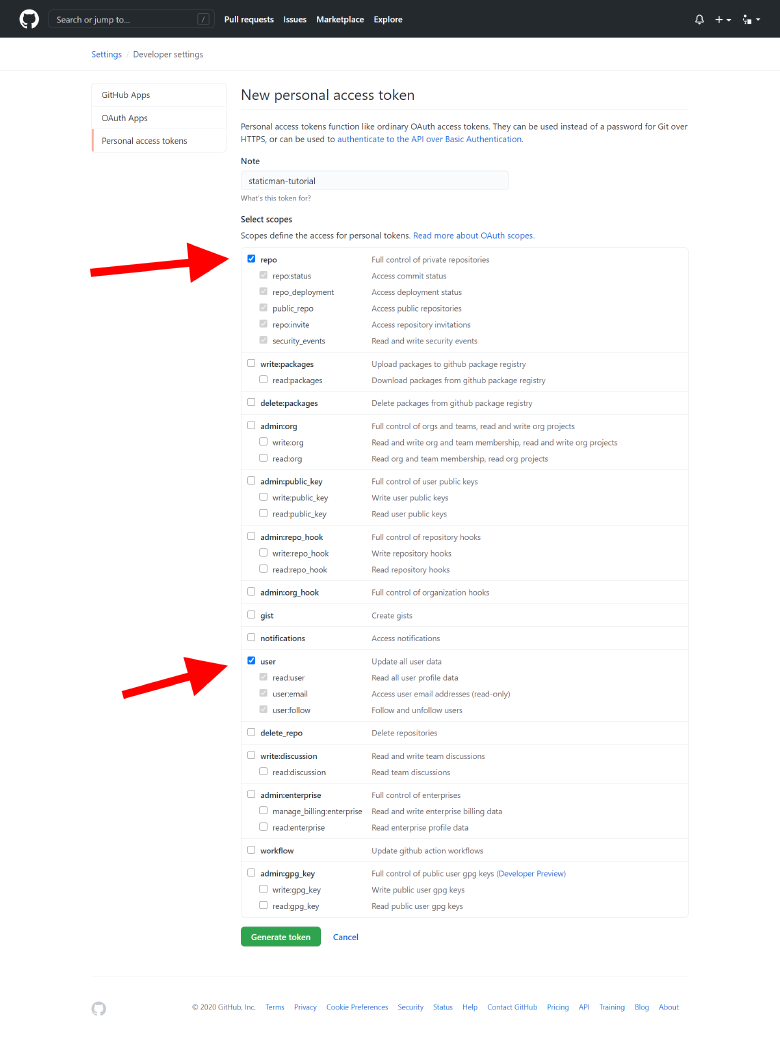 Search or jump to... / Pull requests Issues Marketplace Explore
Settings / Developer settings
GitHub Apps
OAuth Apps
Personal access tokens
New personal access token
Personal access tokens function like ordinary OAuth access tokens. They can be used instead of a password for Git over
HTTPS, or can be used to authenticate to the API over Basic Authentication.
Note
staticman-tutorial
What's this token for?
Select scopes
Scopes define the access for personal tokens. Read more about OAuth scopes.
repo Full control of private repositories
repo:status Access commit status
repo_deployment Access deployment status
public_repo Access public repositories
repo:invite Access repository invitations
security_events Read and write security events
write:packages Upload packages to github package registry
read:packages Download packages from github package registry
delete:packages Delete packages from github package registry
admin:org Full control of orgs and teams, read and write org projects
write:org Read and write org and team membership, read and write org projects
read:org Read org and team membership, read org projects
admin:public_key Full control of user public keys
write:public_key Write user public keys
read:public_key Read user public keys
admin:repo_hook Full control of repository hooks
write:repo_hook Write repository hooks
read:repo_hook Read repository hooks
admin:org_hook Full control of organization hooks
gist Create gists
notifications Access notifications
user Update all user data
read:user Read all user profile data
user:email Access user email addresses (read-only)
user:follow Follow and unfollow users
delete_repo Delete repositories
write:discussion Read and write team discussions
read:discussion Read team discussions
admin:enterprise Full control of enterprises
manage_billing:enterprise Read and write enterprise billing data
read:enterprise Read enterprise profile data
workflow Update github action workflows
admin:gpg_key Full control of public user gpg keys (Developer Preview)
write:gpg_key Write public user gpg keys
read:gpg_key Read public user gpg keys
Generate token Cancel
© 2020 GitHub, Inc. Terms Privacy Cookie Preferences Security Status Help Contact GitHub Pricing API Training Blog About